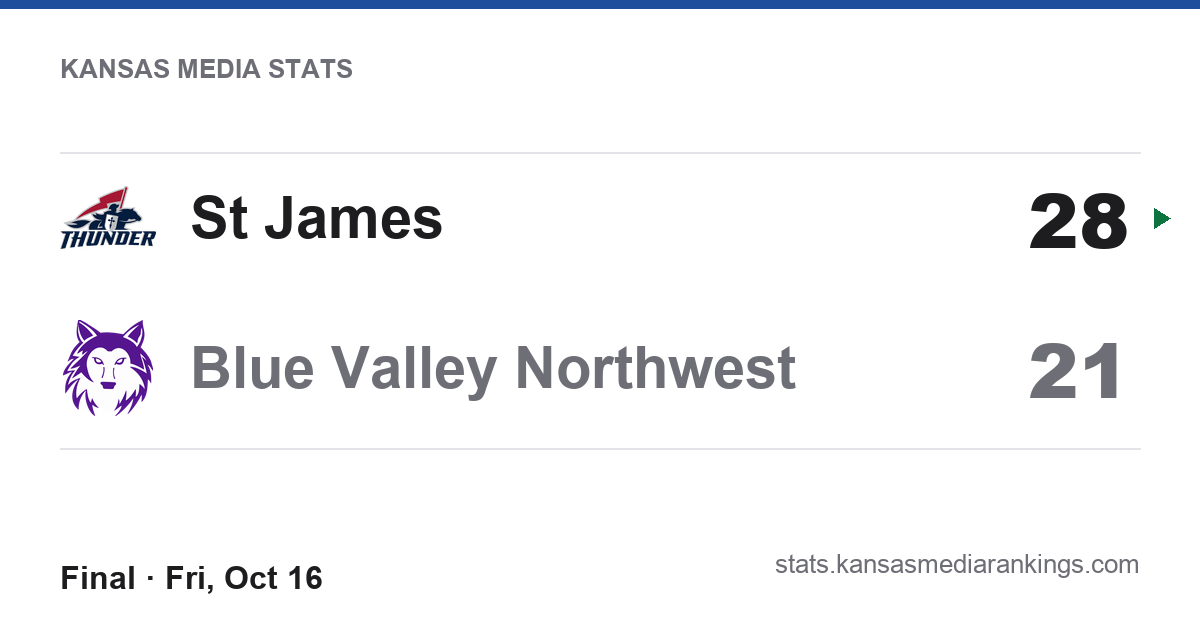 KANSAS MEDIA STATS
THUNDER
St James 28
Blue Valley Northwest 21
Final · Fri, Oct 16
stats.kansasmediarankings.com